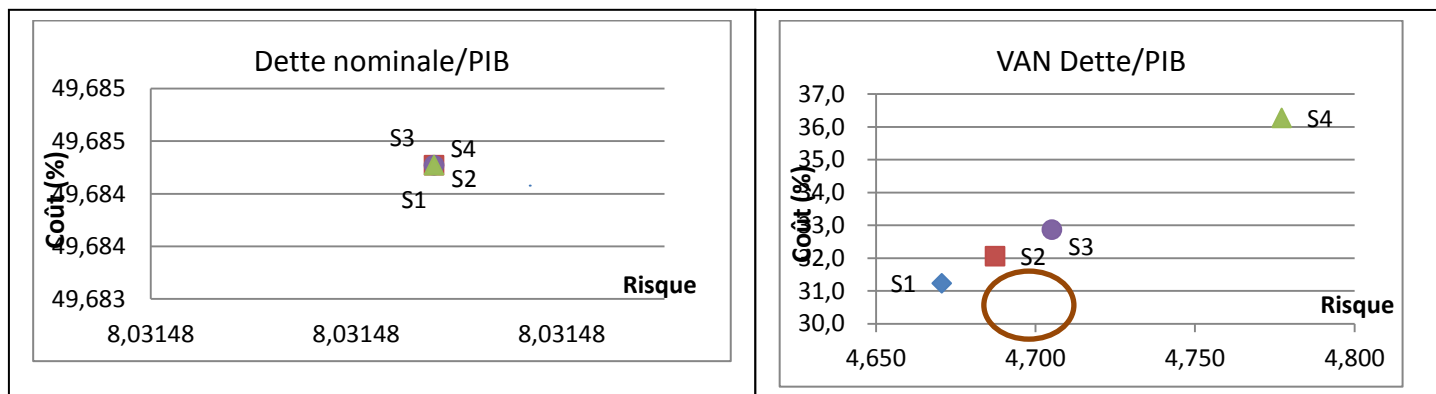 Dette nominale/PIB
49,685
49,685
49,684
49,684
49,683
Coût (%)
S3
S4
S2
S1
Risque
8,03148
8,03148
8,03148
VAN Dette/PIB
37,0
36,0
35,0
34,0
33,0
32,0
31,0
30,0
Coût (%)
S4
S3
S2
S1
Risque
4,650
4,700
4,750
4,800